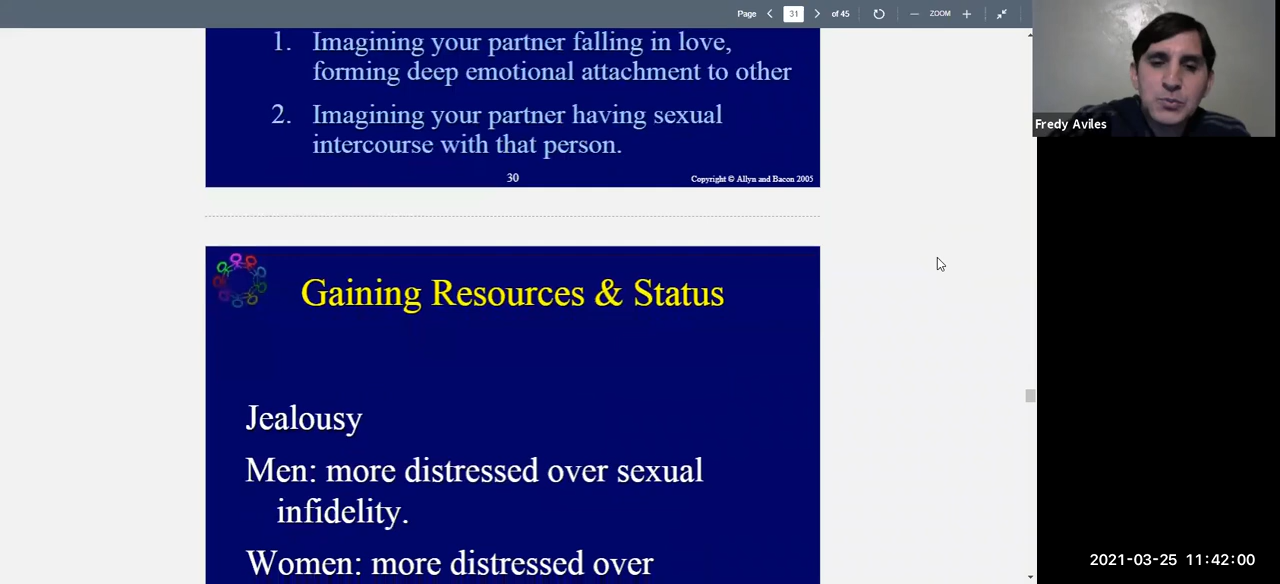 Page 31 of 45 ZOOM
1. Imagining your partner falling in love,
forming deep emotional attachment to other
2. Imagining your partner having sexual
intercourse with that person.
30
Copyright © Allyn and Bacon 2005
Fredy Aviles
Gaining Resources & Status
Jealousy
Men: more distressed over sexual
infidelity.
Women: more distressed over
2021-03-25 11:42:00